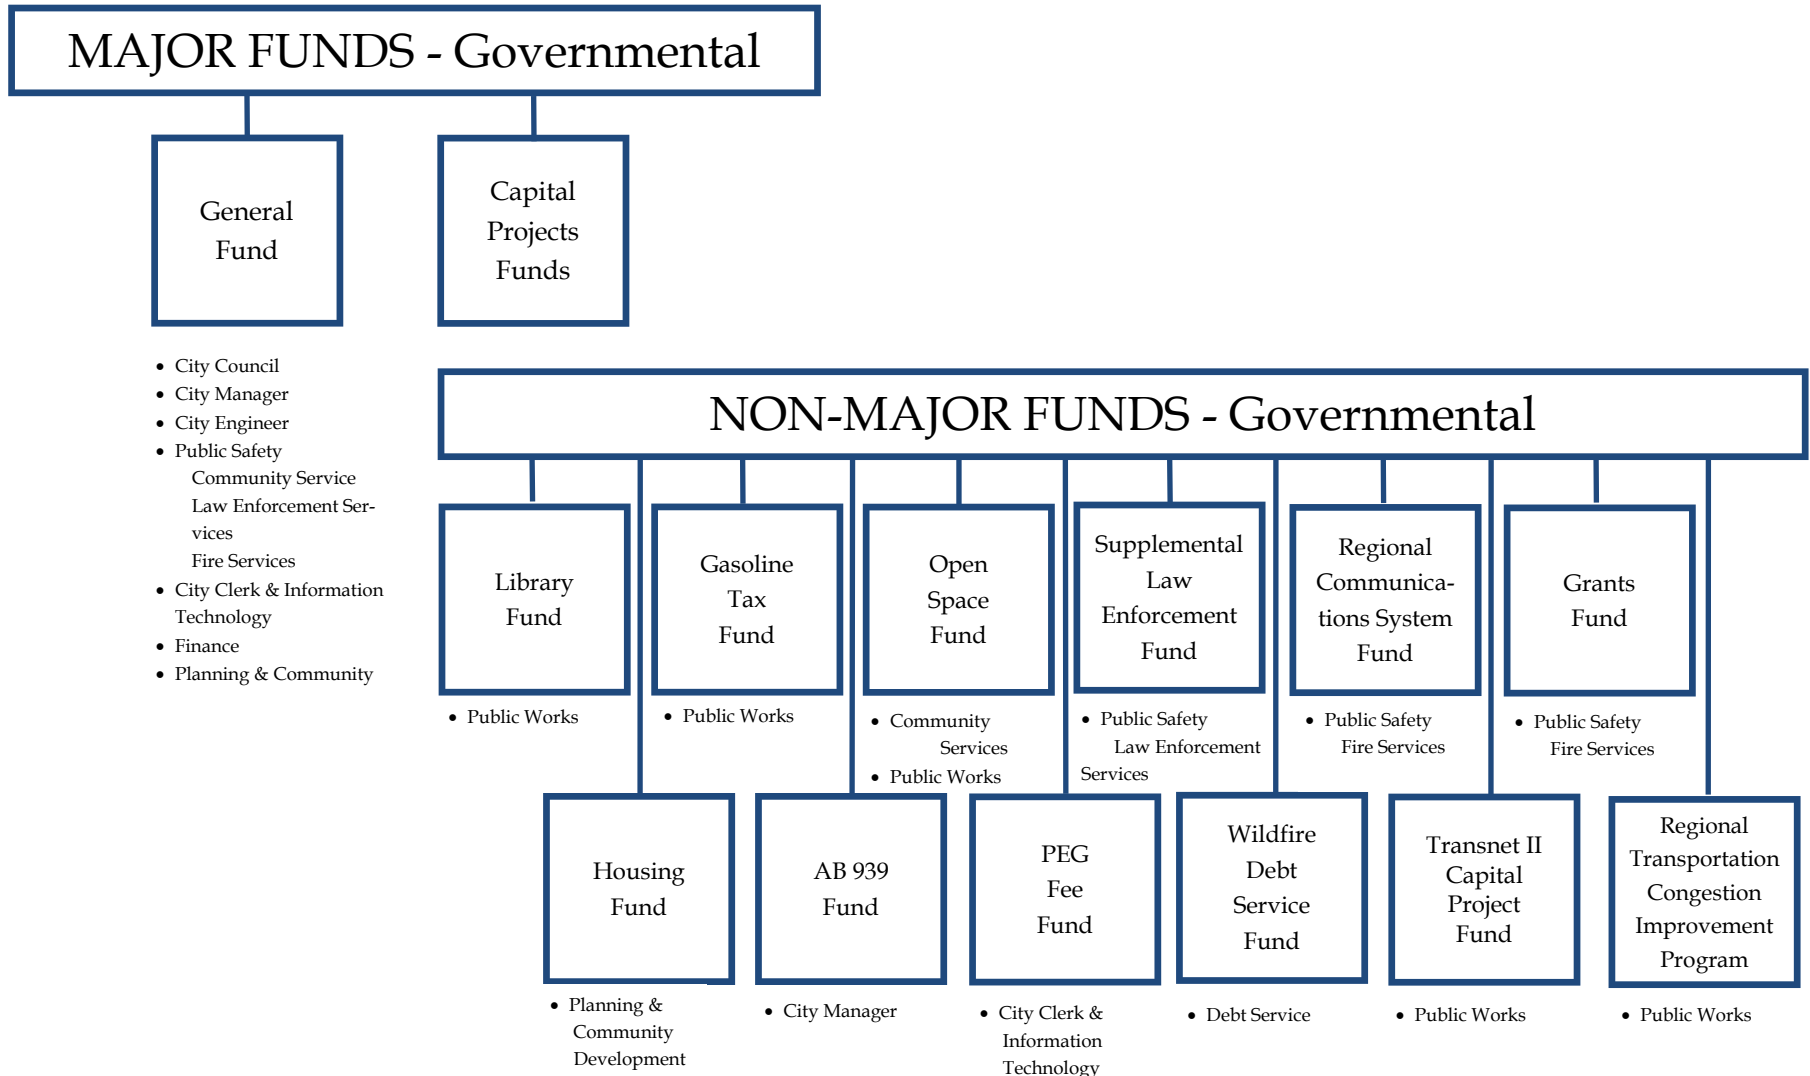 MAJOR FUNDS - Governmental
General
Fund
Capital
Projects
Funds
• City Council
• City Manager
• City Engineer
• Public Safety
Community Service
Law Enforcement Ser-
vices
Fire Services
• City Clerk & Information
Technology
• Finance
• Planning & Community
NON-MAJOR FUNDS - Governmental
Library
Fund
• Public Works
Gasoline
Tax
Fund
• Public Works
Open
Space
Fund
• Community
Services
• Public Works
Supplemental
Law
Enforcement
Fund
• Public Safety
Law Enforcement
Services
Regional
Communica-
tions System
Fund
• Public Safety
Fire Services
Grants
Fund
• Public Safety
Fire Services
Housing
Fund
• Planning &
Community
Development
AB 939
Fund
• City Manager
PEG
Fee
Fund
• City Clerk &
Information
Technology
Wildfire
Debt
Service
Fund
• Debt Service
Transnet II
Capital
Project
Fund
• Public Works
Regional
Transportation
Congestion
Improvement
Program
• Public Works